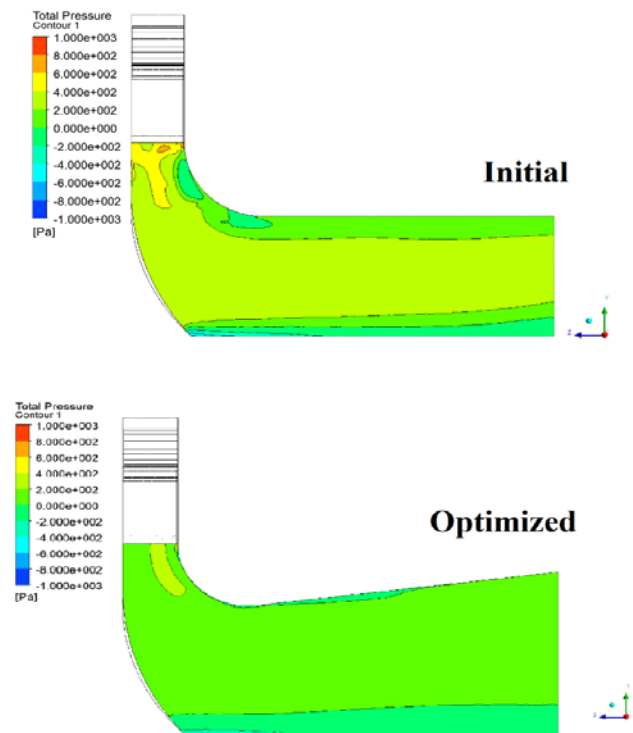 Total Pressure
Contour 1
1.000e+003
8.000e+002
6.000e+002
4.000e+002
2.000e+002
0.000e+000
-2.000e+002
-4.000e+002
-6.000e+002
-8.000e+002
-1.000e+003
[Pa]
Initial
Y
Z
Total Pressure
Contour 1
1.000e+003
8.000e+002
6.000e+002
4.000e+002
2.000e+002
0.000e+000
-2.000e+002
-4.000e+002
-6.000e+002
-8.000e+002
-1.000e+003
[Pa]
Optimized
Y
Z